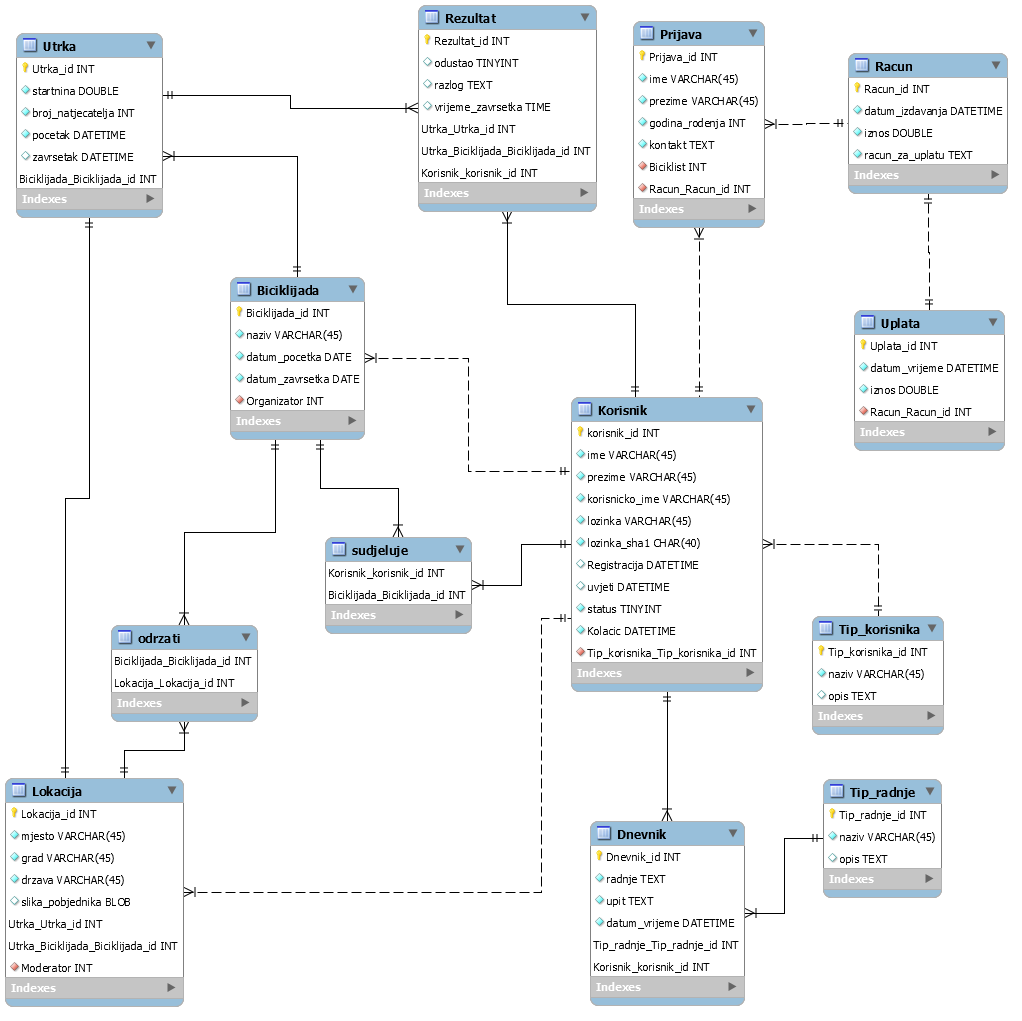 Utrka
Utrka_id INT
startnina DOUBLE
broj_natjecatelja INT
pocetak DATETIME
zavrsetak DATETIME
Biciklijada_Biciklijada_id INT
Indexes
Rezultat
Rezultat_id INT
odustao TINYINT
razlog TEXT
vrijeme_zavrsetka TIME
Utrka_Utrka_id INT
Utrka_Biciklijada_Biciklijada_id INT
Korisnik_korisnik_id INT
Indexes
Prijava
Prijava_id INT
ime VARCHAR(45)
prezime VARCHAR(45)
godina_rodenja INT
kontakt TEXT
Biciklist INT
Racun_Racun_id INT
Indexes
Racun
Racun_id INT
datum_izdavanja DATETIME
iznos DOUBLE
racun_za_uplatu TEXT
Indexes
Biciklijada
Biciklijada_id INT
naziv VARCHAR(45)
datum_pocetka DATE
datum_zavrsetka DATE
Organizator INT
Indexes
Uplata
Uplata_id INT
datum_vrijeme DATETIME
iznos DOUBLE
Racun_Racun_id INT
Indexes
Korisnik
korisnik_id INT
ime VARCHAR(45)
prezime VARCHAR(45)
korisnicko_ime VARCHAR(45)
lozinka VARCHAR(45)
lozinka_sha1 CHAR(40)
Registracija DATETIME
uvjeti DATETIME
status TINYINT
Kolacic DATETIME
Tip_korisnika_Tip_korisnika_id INT
Indexes
sudjeluje
Korisnik_korisnik_id INT
Biciklijada_Biciklijada_id INT
Indexes
odrzati
Biciklijada_Biciklijada_id INT
Lokacija_Lokacija_id INT
Indexes
Tip_korisnika
Tip_korisnika_id INT
naziv VARCHAR(45)
opis TEXT
Indexes
Lokacija
Lokacija_id INT
mjesto VARCHAR(45)
grad VARCHAR(45)
drzava VARCHAR(45)
slika_pobjednika BLOB
Utrka_Utrka_id INT
Utrka_Biciklijada_Biciklijada_id INT
Moderator INT
Indexes
Dnevnik
Dnevnik_id INT
radnje TEXT
upit TEXT
datum_vrijeme DATETIME
Tip_radnje_Tip_radnje_id INT
Korisnik_korisnik_id INT
Indexes
Tip_radnje
Tip_radnje_id INT
naziv VARCHAR(45)
opis TEXT
Indexes